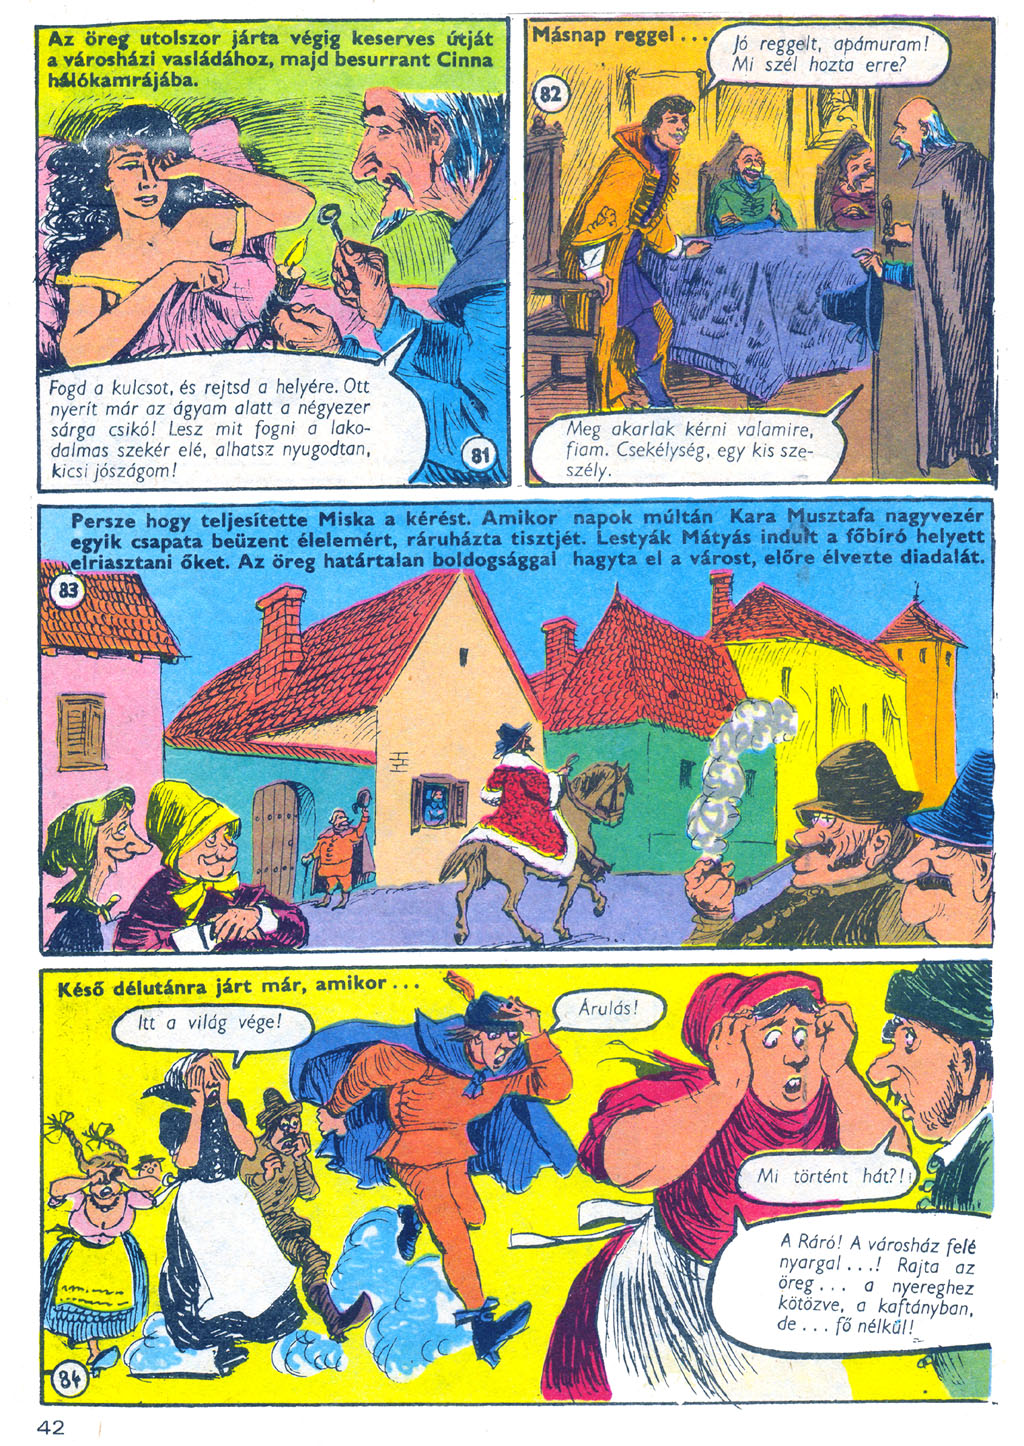 Az öreg utolszor járta végig keserves útját
a városházi vasládához, majd besurrant Cinna
hálókamrájába.
Fogd a kulcsot, és rejtsd a helyére. Ott
nyerít már az ágyam alatt a négyezer
sárga csikó! Lesz mit fogni a lako-
dalmas szekér elé, alhatsz nyugodtan,
kicsi jószágom!
81
Másnap reggel...
Jó reggelt, apámuram!
Mi szél hozta erre?
82
Meg akarlak kérni valamire,
fiam. Csekélység, egy kis sze-
szély.
Persze hogy teljesítette Miska a kérést. Amikor napok múltán Kara Musztafa nagyvezér
egyik csapata beüzent élelemért, ráruházta tisztjét. Lestyák Mátyás indult a főbíró helyett
elriasztani őket. Az öreg határtalan boldogsággal hagyta el a várost, előre élvezte diadalát.
83
Késő délutánra járt már, amikor...
Itt a világ vége!
Árulás!
Mi történt hát?!
A Ráró! A városház felé
nyargal...! Rajta az
öreg... a nyereghez
kötözve, a kaftányban,
de... fő nélkül!
84
42